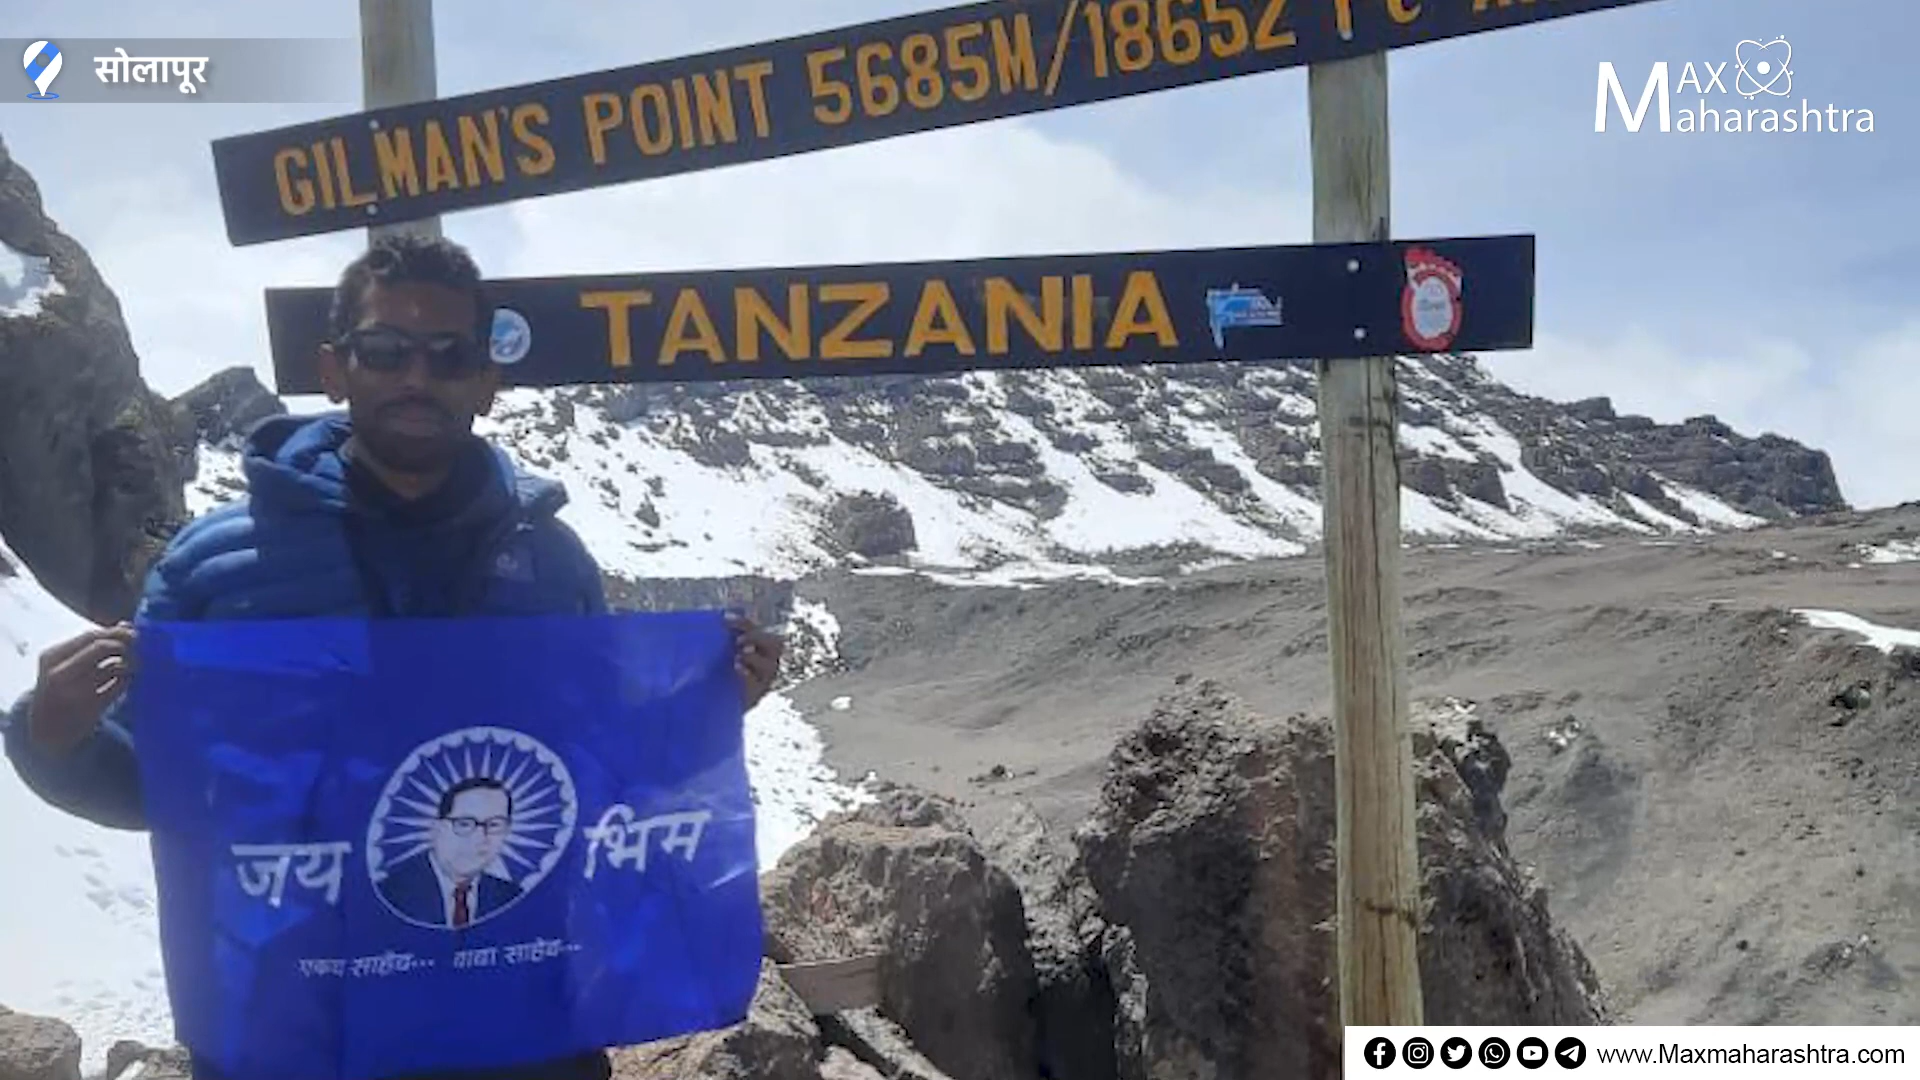 सोलापूर
MAX
Maharashtra
GILMAN'S POINT 5685M/18652
TANZANIA
जय भिम
एकच साहेब... बाबा साहेब...
www.Maxmaharashtra.com